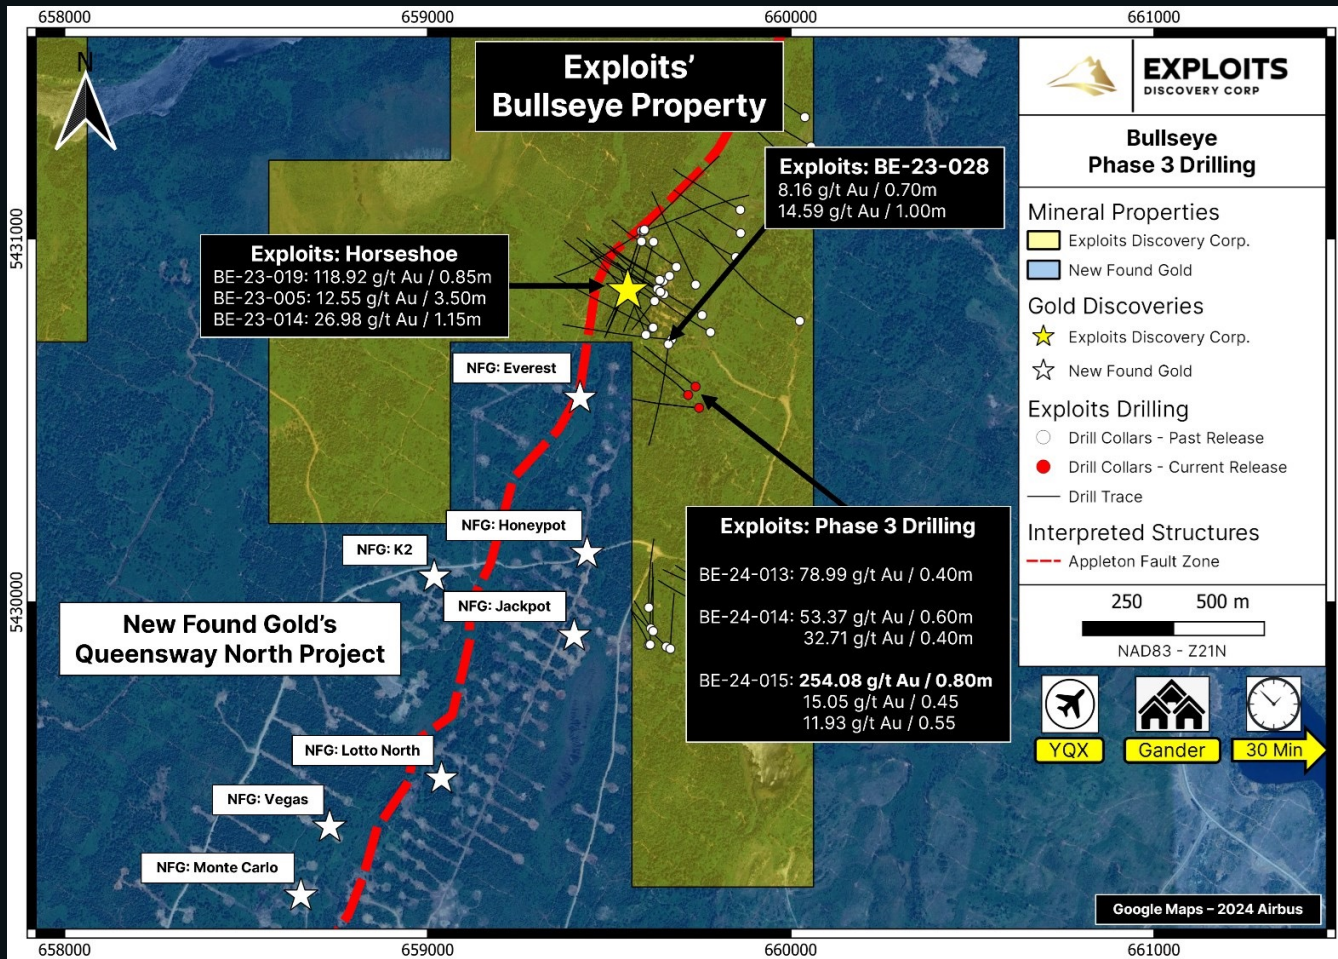 658000
659000
660000
661000
N
Exploits'
Bullseye Property
EXPLOITS
DISCOVERY CORP
Bullseye
Phase 3 Drilling
Mineral Properties
Exploits Discovery Corp.
New Found Gold
Gold Discoveries
Exploits Discovery Corp.
New Found Gold
Exploits Drilling
Drill Collars - Past Release
Drill Collars - Current Release
Drill Trace
Interpreted Structures
Appleton Fault Zone
250
500 m
NAD83 - Z21N
YQX
Gander
30 Min
Exploits: BE-23-028
8.16 g/t Au / 0.70m
14.59 g/t Au / 1.00m
5431000
Exploits: Horseshoe
BE-23-019: 118.92 g/t Au / 0.85m
BE-23-005: 12.55 g/t Au / 3.50m
BE-23-014: 26.98 g/t Au / 1.15m
NFG: Everest
NFG: Honeypot
NFG: K2
NFG: Jackpot
5430000
New Found Gold's
Queensway North Project
Exploits: Phase 3 Drilling
BE-24-013: 78.99 g/t Au / 0.40m
BE-24-014: 53.37 g/t Au / 0.60m
32.71 g/t Au / 0.40m
BE-24-015: 254.08 g/t Au / 0.80m
15.05 g/t Au / 0.45
11.93 g/t Au / 0.55
NFG: Lotto North
NFG: Vegas
NFG: Monte Carlo
Google Maps – 2024 Airbus
658000
659000
660000
661000